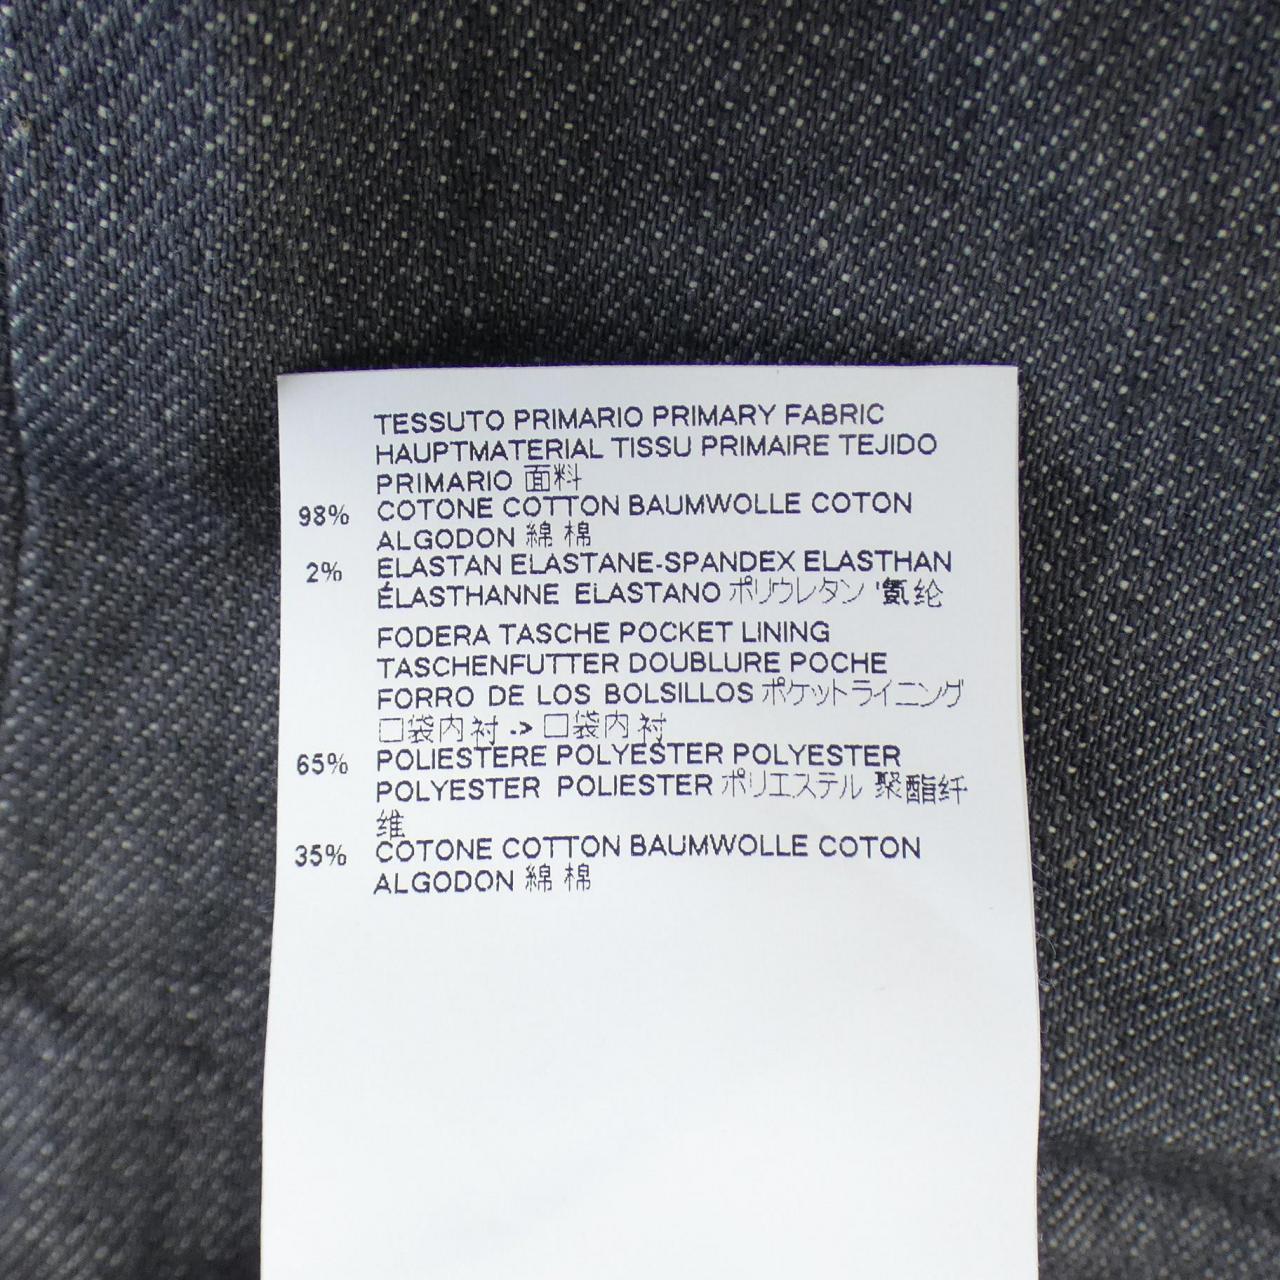 TESSUTO PRIMARIO PRIMARY FABRIC
HAUPTMATERIAL TISSU PRIMAIRE TEJIDO
PRIMARIO 面料
98% COTONE COTTON BAUMWOLLE COTON
ALGODON 綿 棉
2% ELASTAN ELASTANE-SPANDEX ELASTHAN
ÉLASTHANNE ELASTANO ポリウレタン '氨纶
FODERA TASCHE POCKET LINING
TASCHENFUTTER DOUBLURE POCHE
FORRO DE LOS BOLSILLOS ポケットライニング
口袋内衬 -> 口袋内衬
65% POLIESTERE POLYESTER POLYESTER
POLYESTER POLIESTER ポリエステル 聚酯纤
维
35% COTONE COTTON BAUMWOLLE COTON
ALGODON 綿 棉